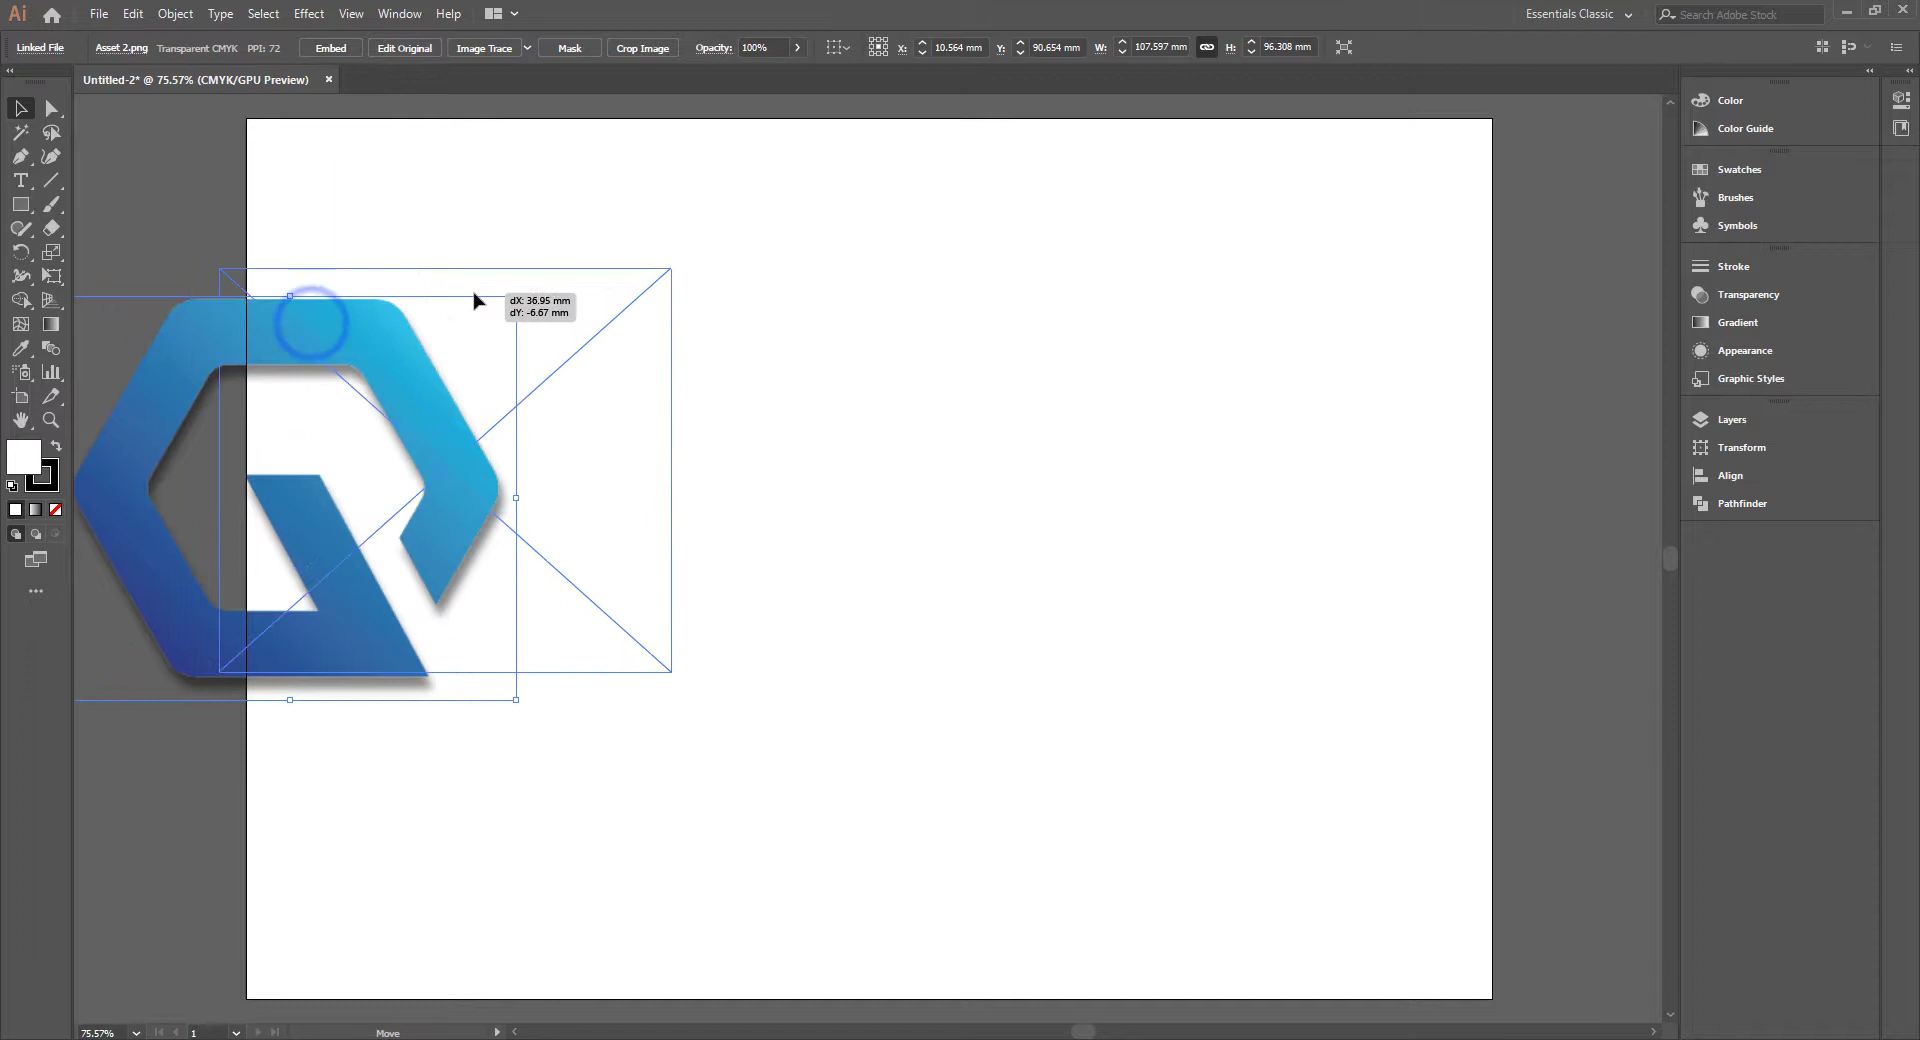 Ai File Edit Object Type Select Effect View Window Help Essentials Classic Search Adobe Stock
Linked File Asset 2.png Transparent CMYK PPI: 72 Embed Edit Original Image Trace Mask Crop Image Opacity: 100% X: 10.564 mm Y: 90.654 mm W: 107.597 mm H: 96.308 mm
Untitled-2* @ 75.57% (CMYK/GPU Preview)
Color
Color Guide
Swatches
Brushes
Symbols
Stroke
Transparency
Gradient
Appearance
Graphic Styles
Layers
Transform
Align
Pathfinder
dX: 36.95 mm
dY: -6.67 mm
75.57% 1 Move